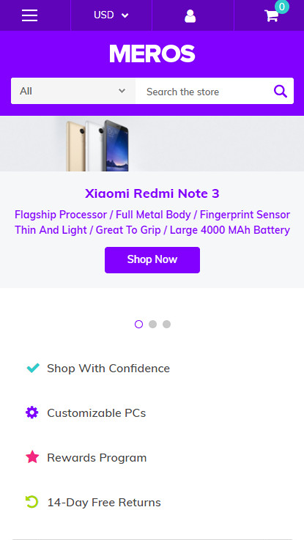 USD
0
MEROS
All
Search the store
Xiaomi Redmi Note 3
Flagship Processor / Full Metal Body / Fingerprint Sensor
Thin And Light / Great To Grip / Large 4000 MAh Battery
Shop Now
Shop With Confidence
Customizable PCs
Rewards Program
14-Day Free Returns